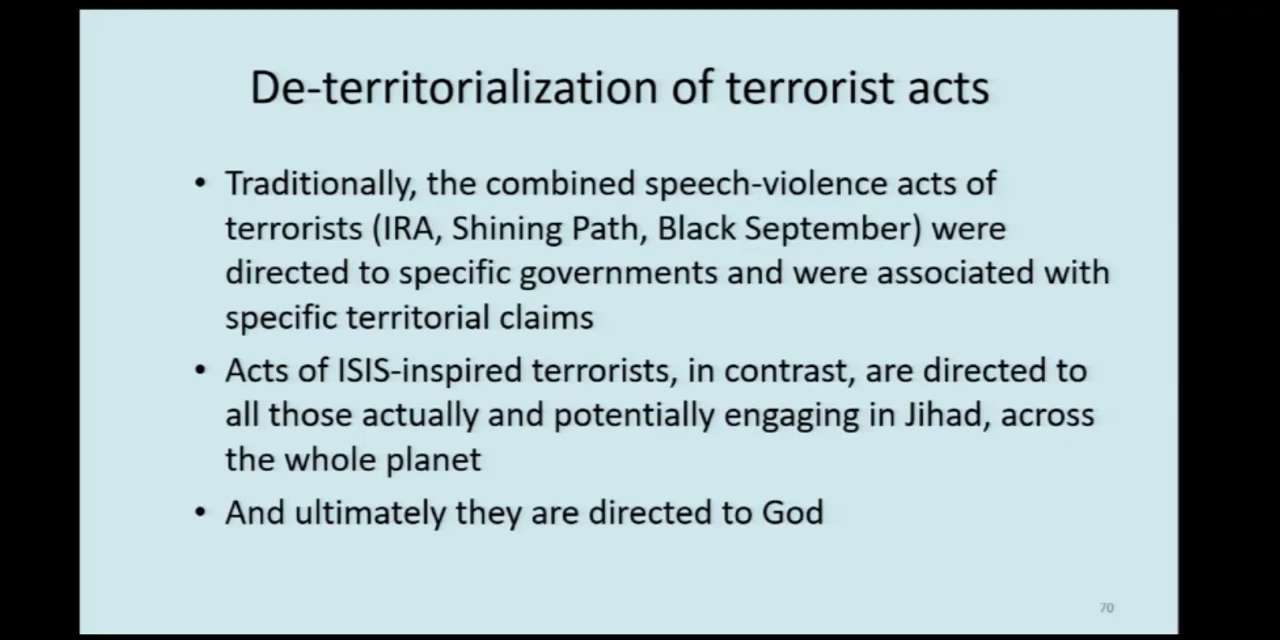 De-territorialization of terrorist acts
• Traditionally, the combined speech-violence acts of
terrorists (IRA, Shining Path, Black September) were
directed to specific governments and were associated with
specific territorial claims
• Acts of ISIS-inspired terrorists, in contrast, are directed to
all those actually and potentially engaging in Jihad, across
the whole planet
• And ultimately they are directed to God
70